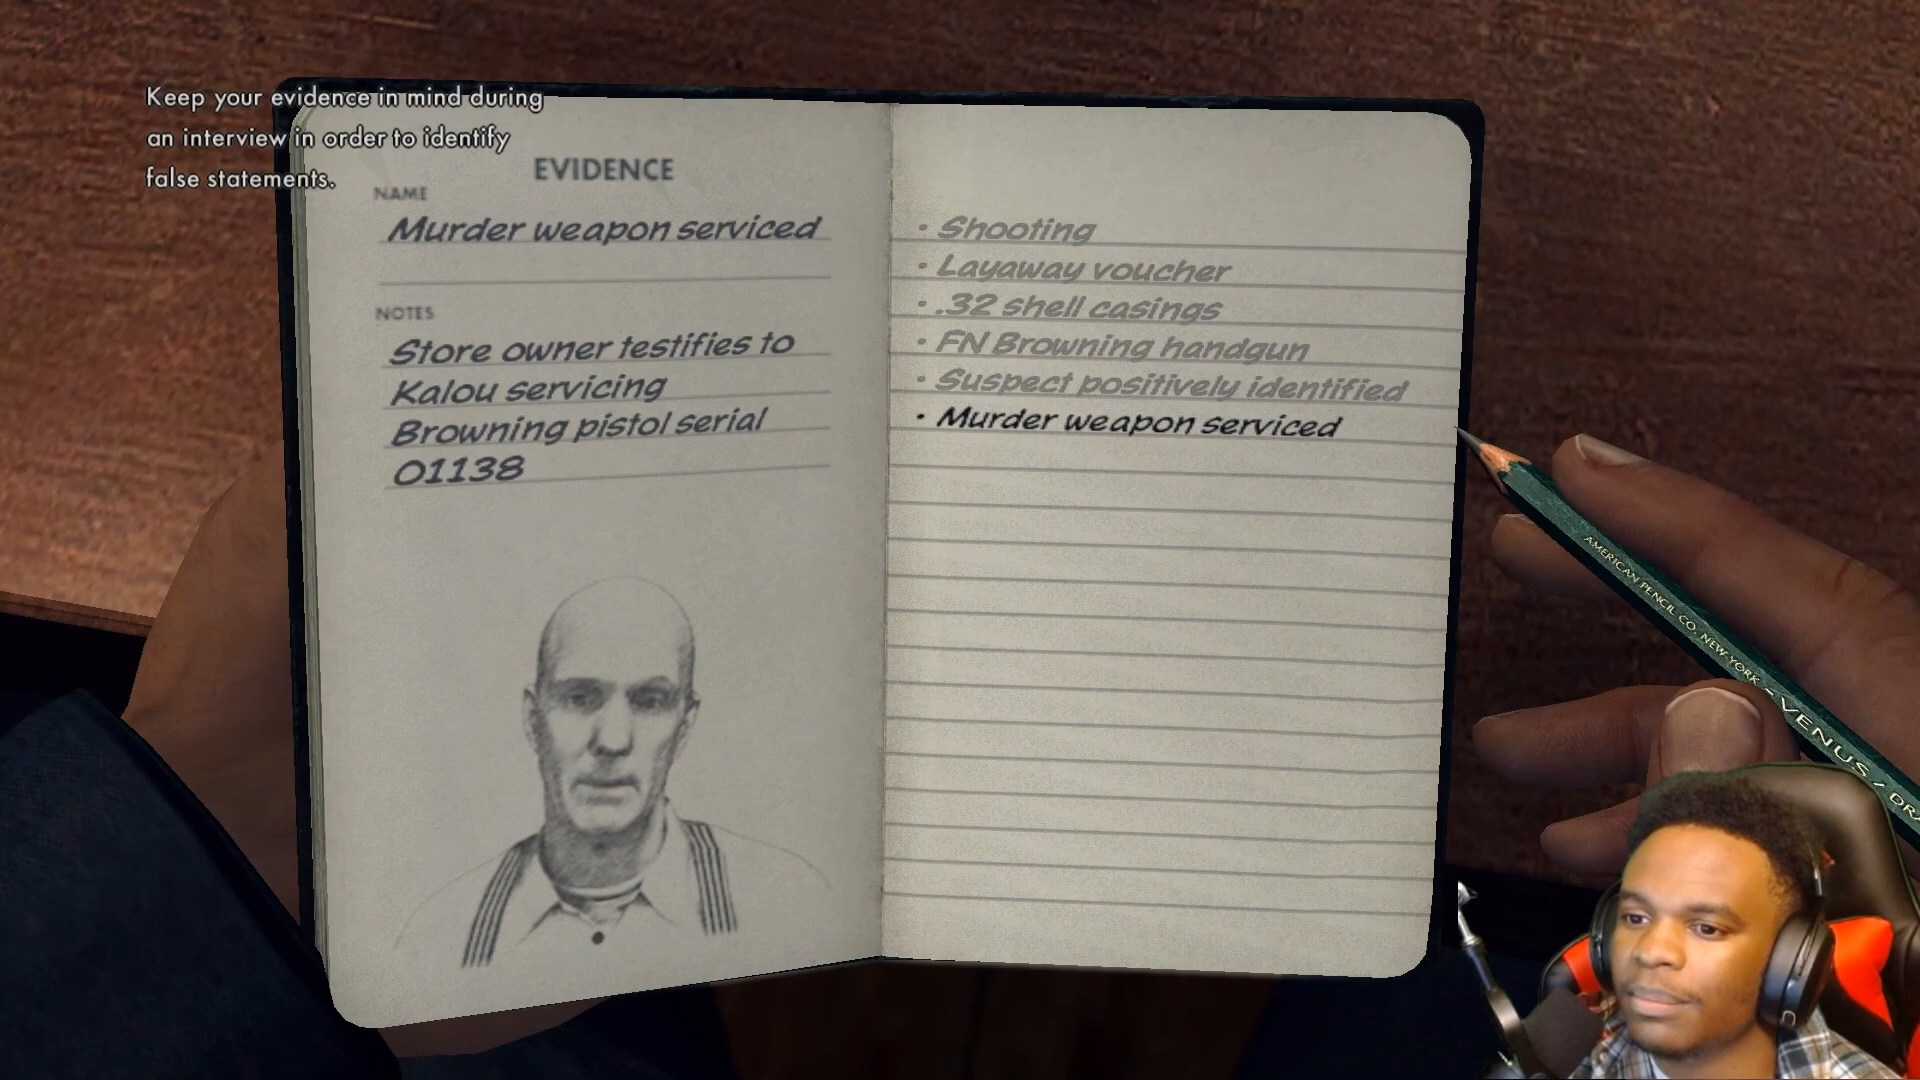 Keep your evidence in mind during
an interview in order to identify
false statements.
EVIDENCE
NAME
Murder weapon serviced
NOTES
Store owner testifies to
Kalou servicing
Browning pistol serial
01138
• Shooting
• Layaway voucher
• .32 shell casings
• FN Browning handgun
• Suspect positively identified
• Murder weapon serviced
AMERICAN PENCIL CO. NEW YORK - VENUS / DRA